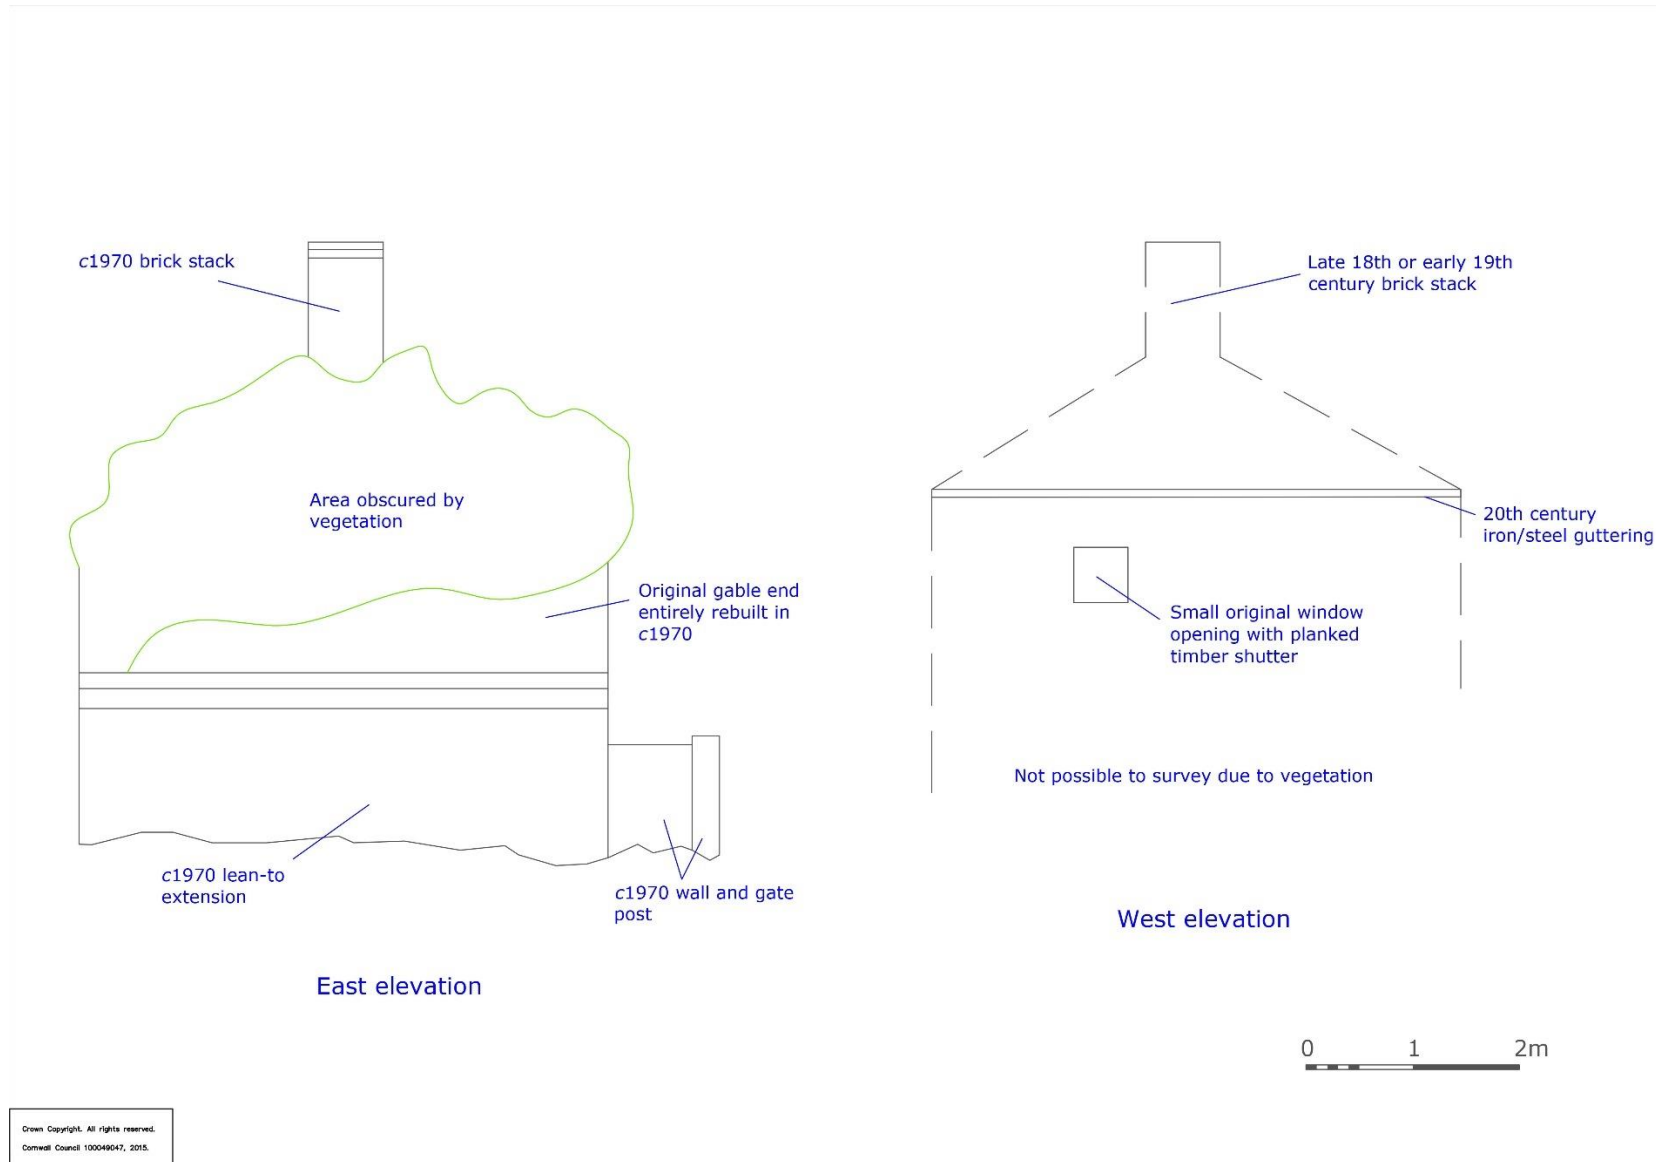 c1970 brick stack
Area obscured by
vegetation
Original gable end
entirely rebuilt in
c1970
c1970 lean-to
extension
c1970 wall and gate
post
East elevation
Late 18th or early 19th
century brick stack
20th century
iron/steel guttering
Small original window
opening with planked
timber shutter
Not possible to survey due to vegetation
West elevation
0 1 2m
Crown Copyright. All rights reserved.
Cornwall Council 100049047, 2015.